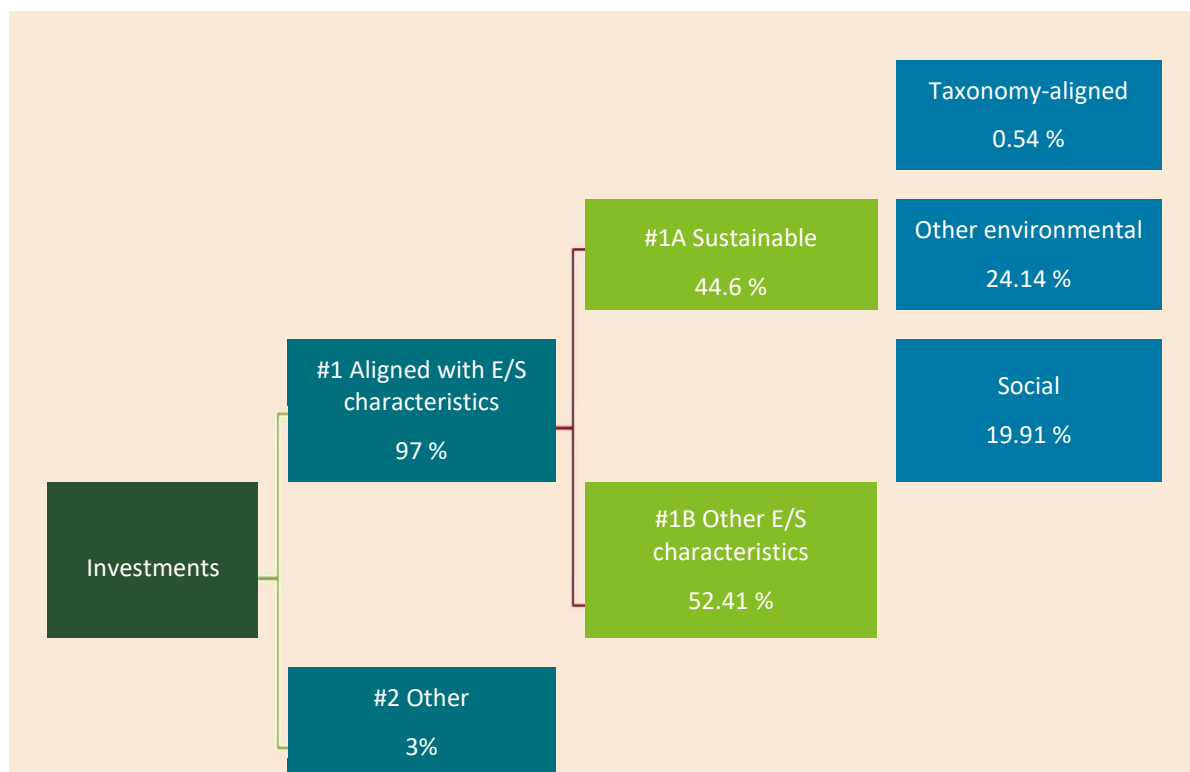 Taxonomy-aligned
0.54 %
#1A Sustainable
44.6 %
Other environmental
24.14 %
#1 Aligned with E/S
characteristics
97 %
Social
19.91 %
Investments
#1B Other E/S
characteristics
52.41 %
#2 Other
3%